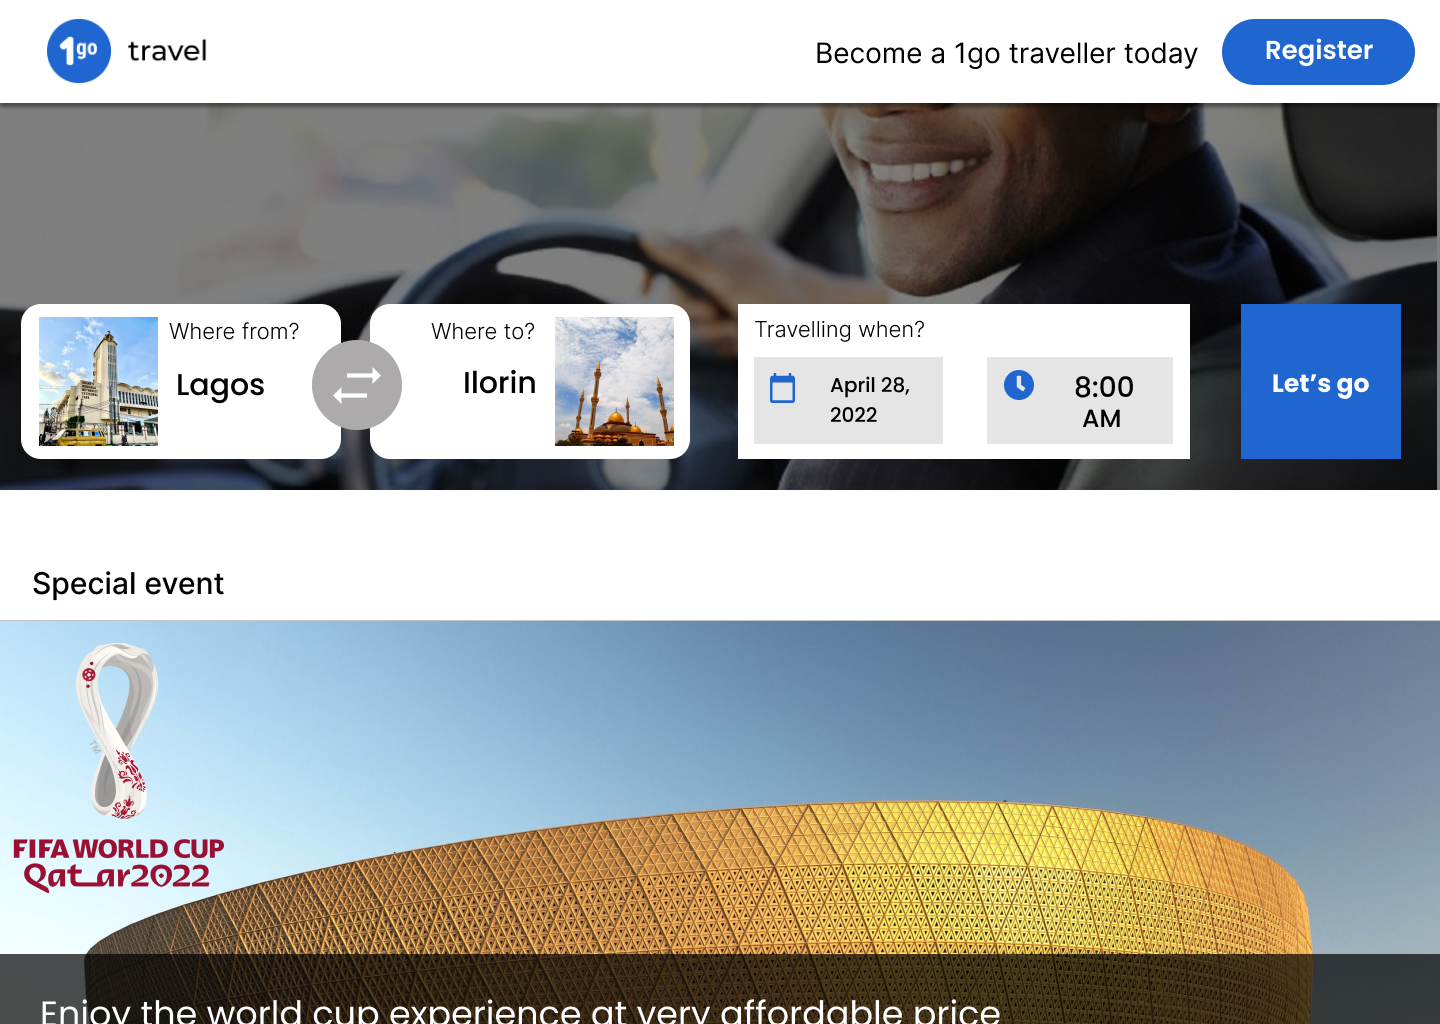 1go travel
Become a 1go traveller today
Register
Where from?
Lagos
Where to?
Ilorin
Travelling when?
April 28,
2022
8:00
AM
Let’s go
Special event
TM
FIFA WORLD CUP
Qatar2022
Enjoy the world cup experience at very affordable price